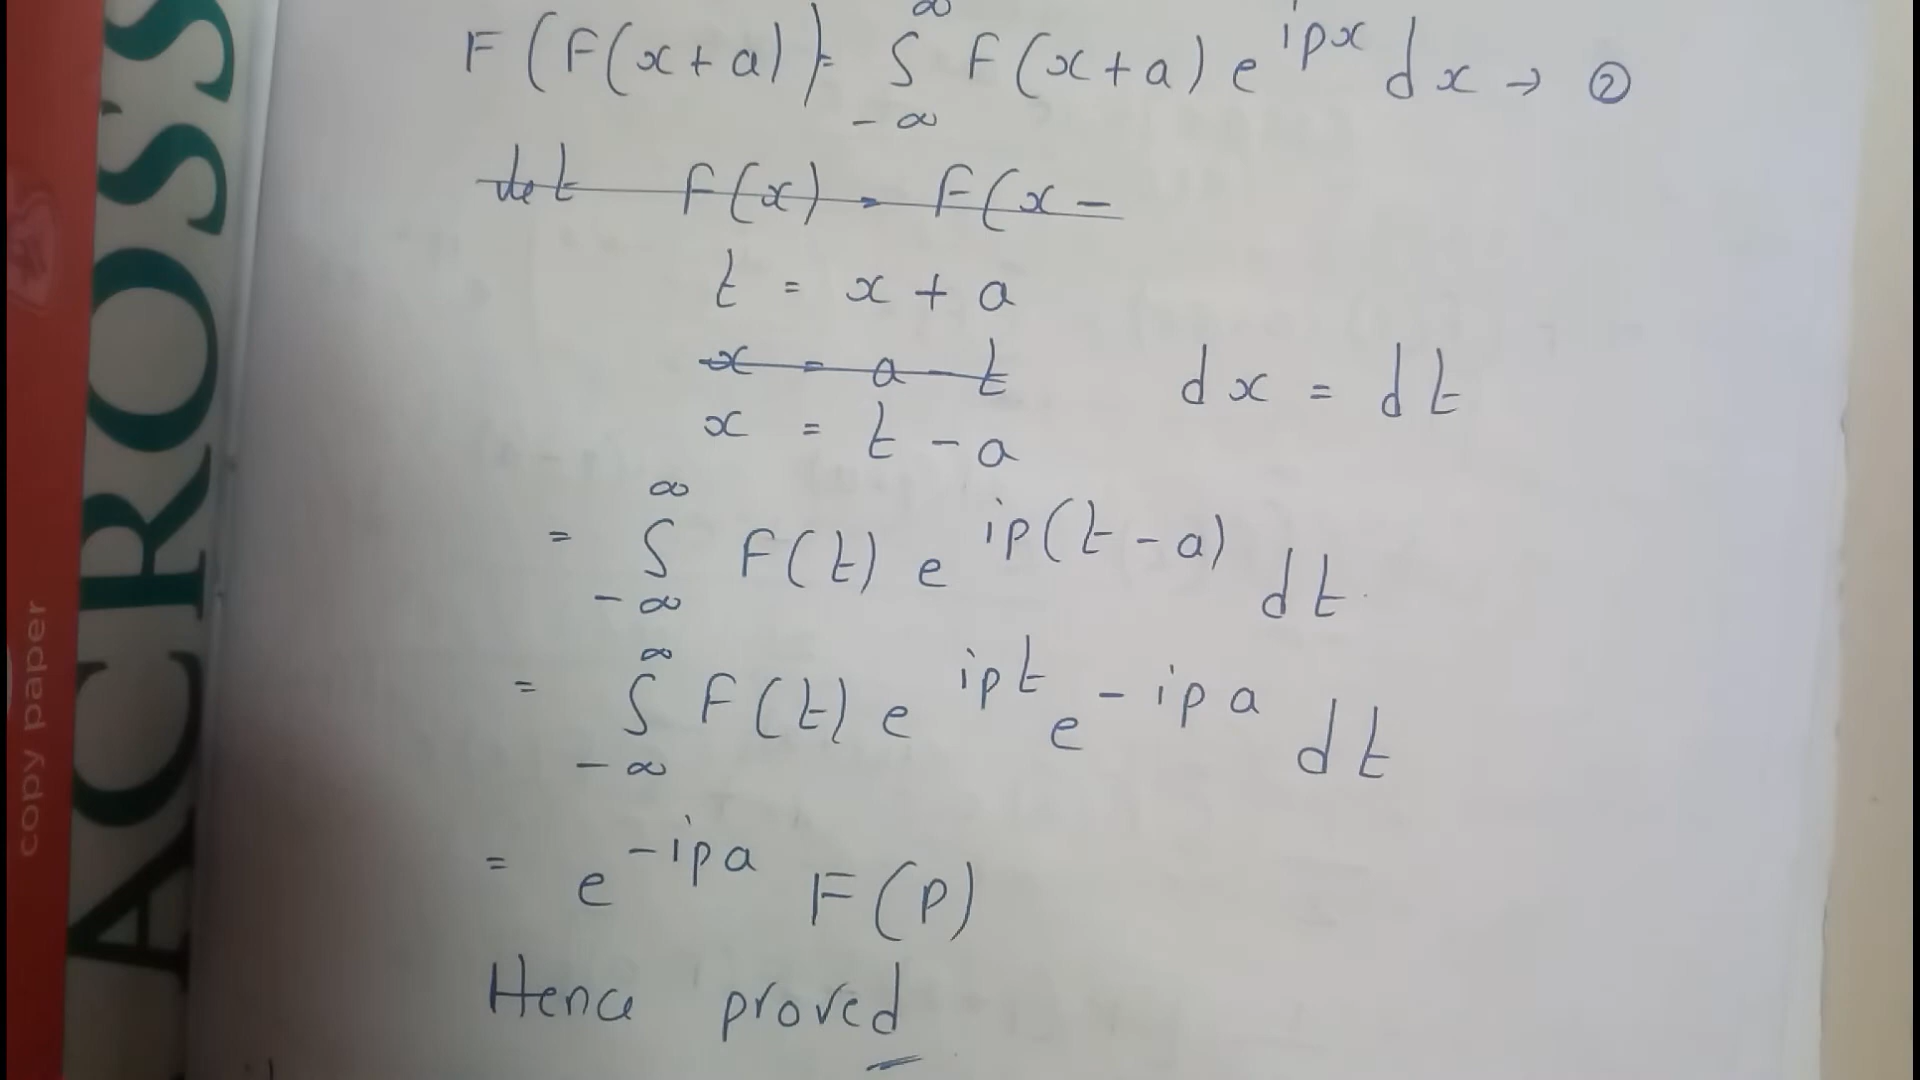 F(F(x+a)) = ∫_{-∞}^{∞} F(x+a) e^{ipx} dx → ②
let F(x) = F(x -
t = x + a
x = a - t
dx = dt
x = t - a
= ∫_{-∞}^{∞} F(t) e^{ip(t-a)} dt.
= ∫_{-∞}^{∞} F(t) e^{ipt} e^{-ipa} dt
= e^{-ipa} F(p)
Hence proved
ACROSS
copy paper